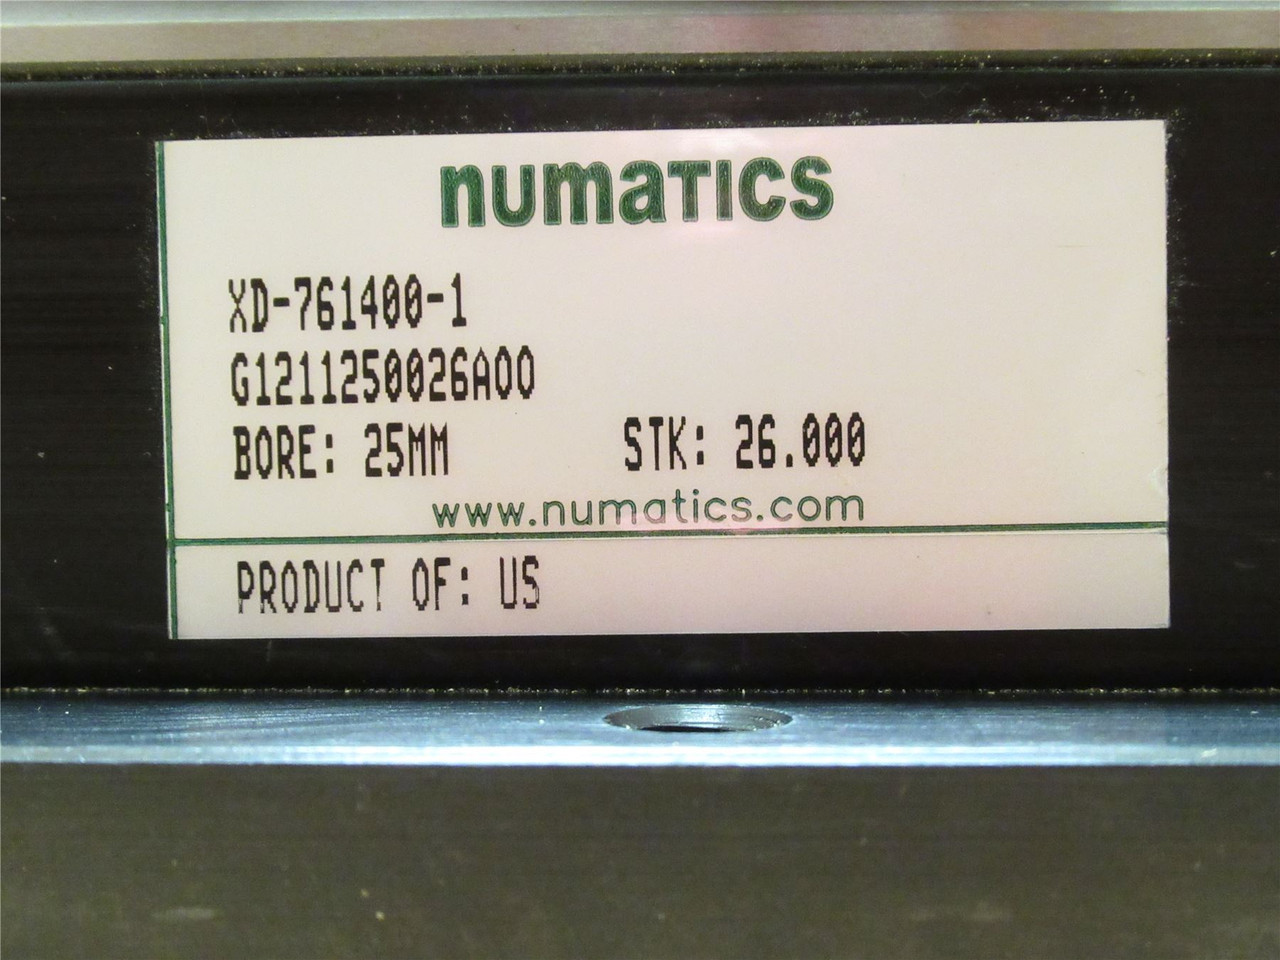 numatics
XD-761400-1
G1211250026A00
BORE: 25MM STK: 26.000
www.numatics.com
PRODUCT OF: US